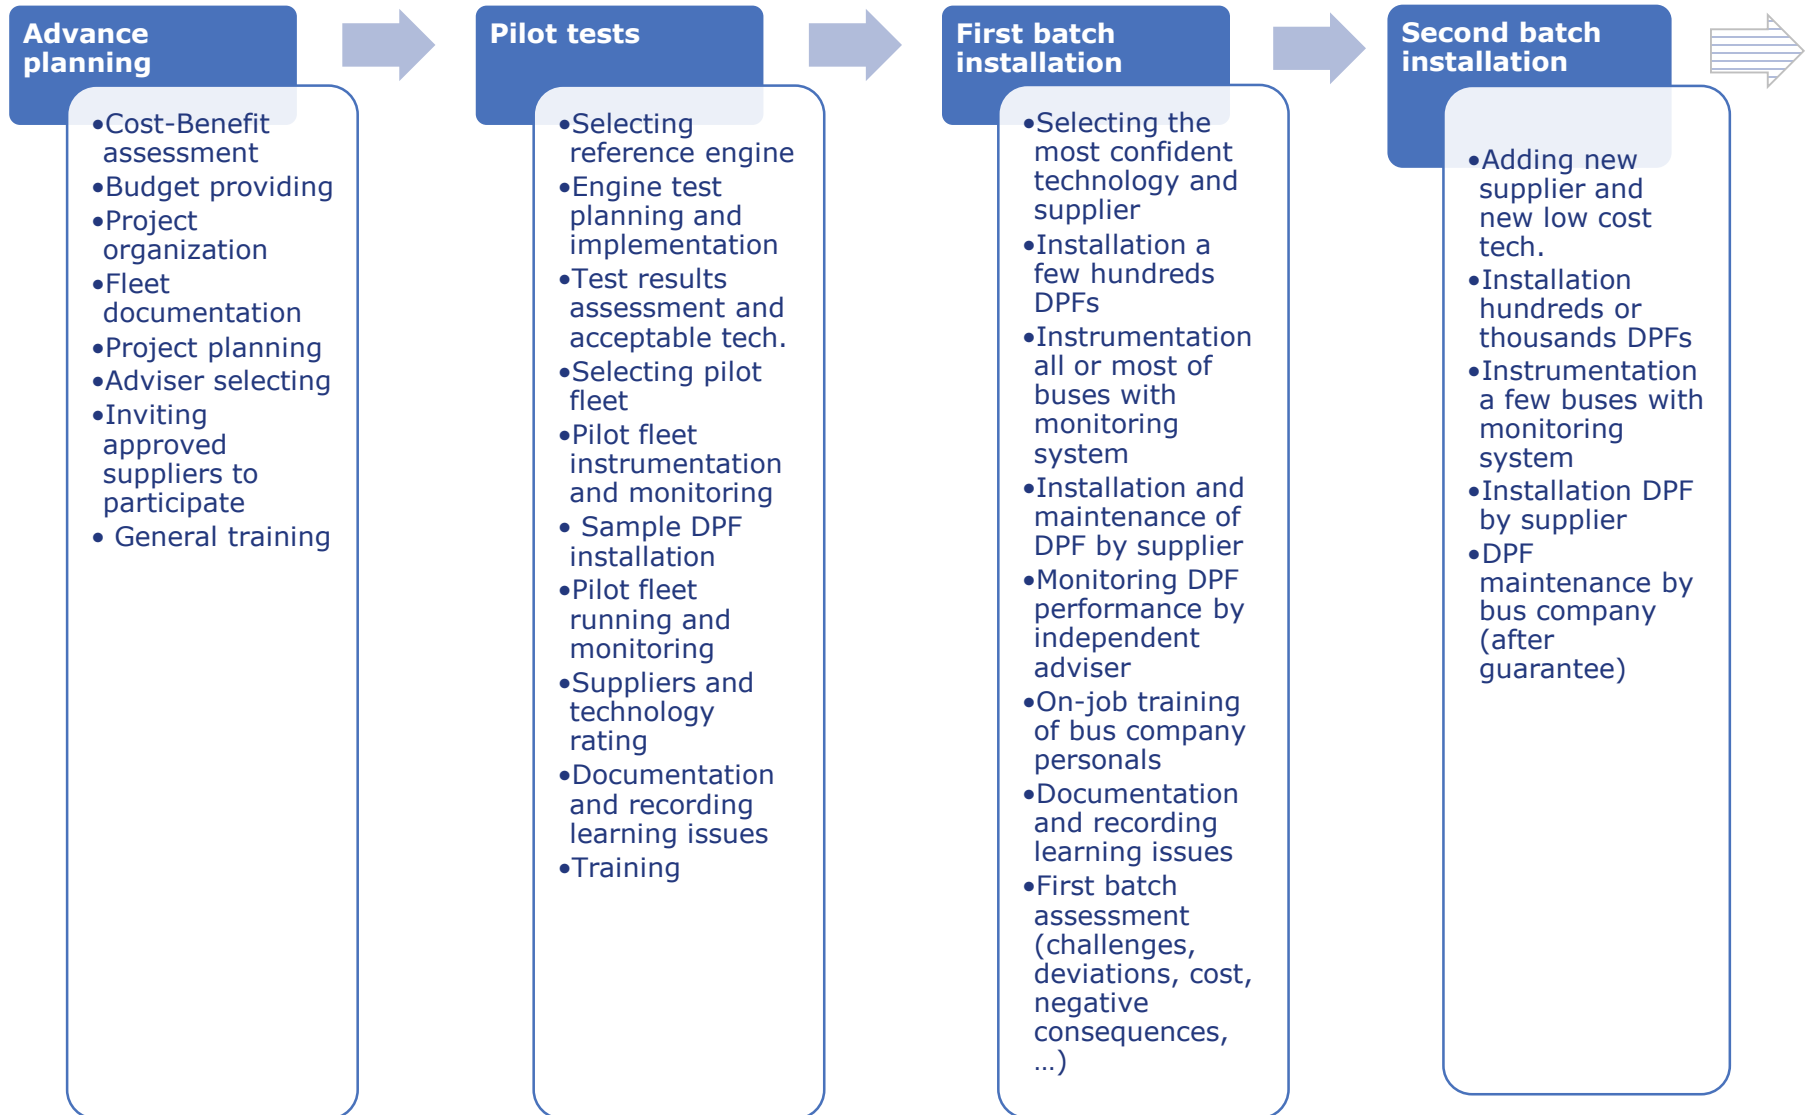 Advance
planning
•Cost-Benefit
assessment
•Budget providing
•Project
organization
•Fleet
documentation
•Project planning
•Adviser selecting
•Inviting
approved
suppliers to
participate
• General training
Pilot tests
•Selecting
reference engine
•Engine test
planning and
implementation
•Test results
assessment and
acceptable tech.
•Selecting pilot
fleet
•Pilot fleet
instrumentation
and monitoring
• Sample DPF
installation
•Pilot fleet
running and
monitoring
•Suppliers and
technology
rating
•Documentation
and recording
learning issues
•Training
First batch
installation
•Selecting the
most confident
technology and
supplier
•Installation a
few hundreds
DPFs
•Instrumentation
all or most of
buses with
monitoring
system
•Installation and
maintenance of
DPF by supplier
•Monitoring DPF
performance by
independent
adviser
•On-job training
of bus company
personals
•Documentation
and recording
learning issues
•First batch
assessment
(challenges,
deviations, cost,
negative
consequences,
…)
Second batch
installation
•Adding new
supplier and
new low cost
tech.
•Installation
hundreds or
thousands DPFs
•Instrumentation
a few buses with
monitoring
system
•Installation DPF
by supplier
•DPF
maintenance by
bus company
(after
guarantee)